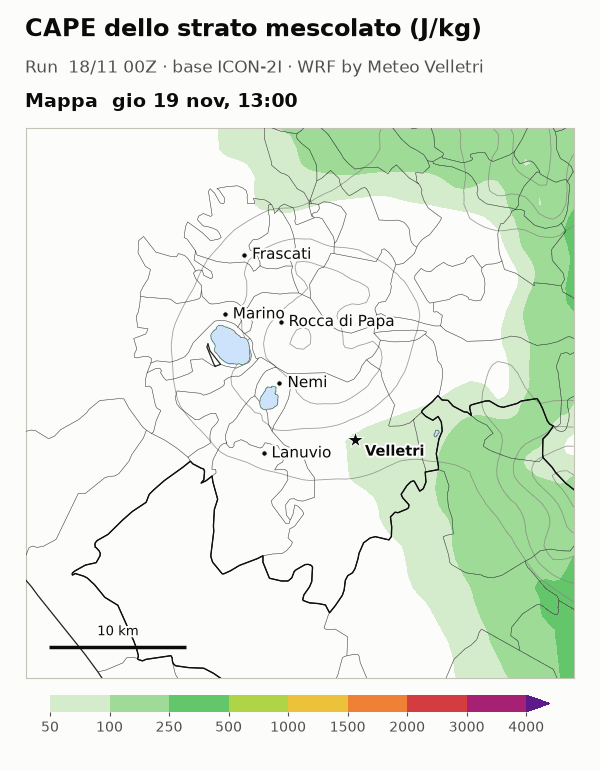 CAPE dello strato mescolato (J/kg)
Run  18/11 00Z · base ICON-2I · WRF by Meteo Velletri
Mappa  gio 19 nov, 13:00
Frascati
Marino
Rocca di Papa
Nemi
Velletri
Lanuvio
10 km
50 100 250 500 1000 1500 2000 3000 4000